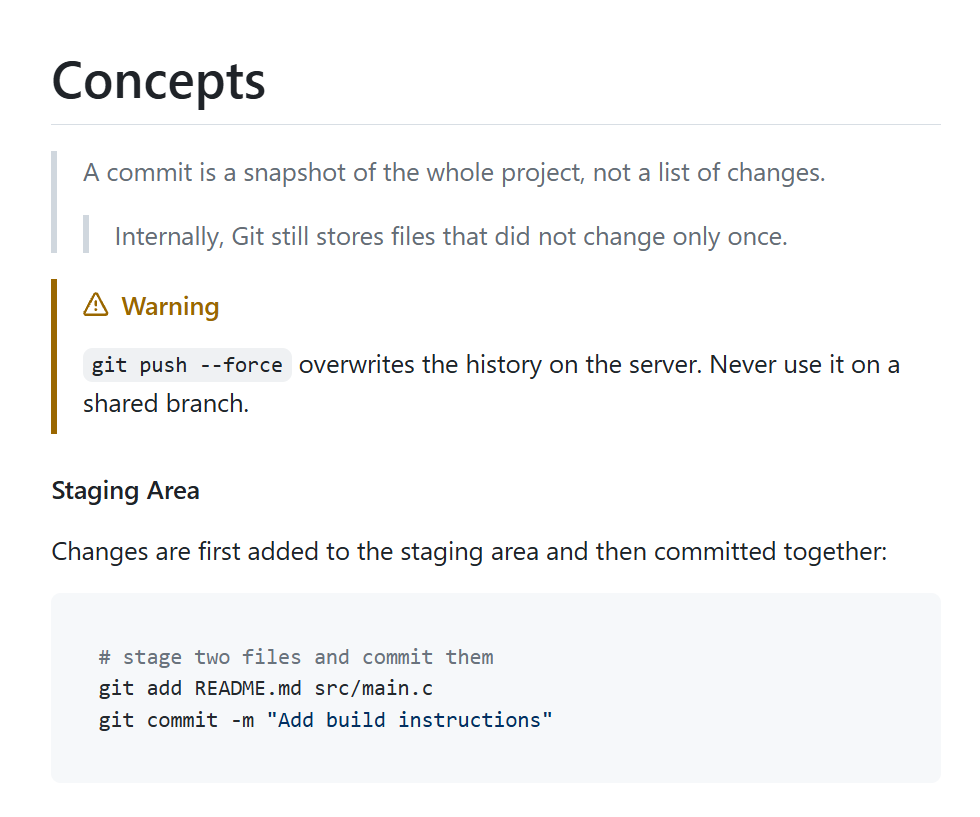 Concepts
A commit is a snapshot of the whole project, not a list of changes.
Internally, Git still stores files that did not change only once.
Warning
git push --force overwrites the history on the server. Never use it on a
shared branch.
Staging Area
Changes are first added to the staging area and then committed together:
# stage two files and commit them
git add README.md src/main.c
git commit -m "Add build instructions"